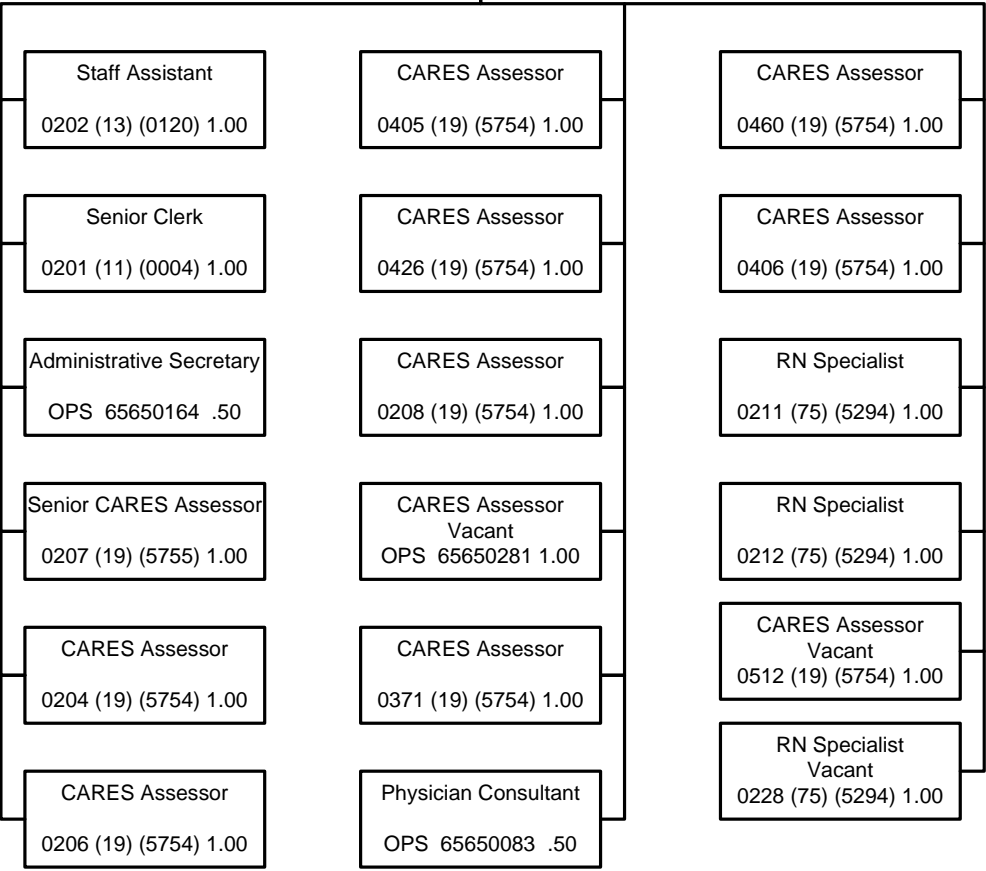 Staff Assistant
0202 (13) (0120) 1.00
Senior Clerk
0201 (11) (0004) 1.00
Administrative Secretary
OPS 65650164 .50
Senior CARES Assessor
0207 (19) (5755) 1.00
CARES Assessor
0204 (19) (5754) 1.00
CARES Assessor
0206 (19) (5754) 1.00
CARES Assessor
0405 (19) (5754) 1.00
CARES Assessor
0426 (19) (5754) 1.00
CARES Assessor
0208 (19) (5754) 1.00
CARES Assessor
Vacant
OPS 65650281 1.00
CARES Assessor
0371 (19) (5754) 1.00
Physician Consultant
OPS 65650083 .50
CARES Assessor
0460 (19) (5754) 1.00
CARES Assessor
0406 (19) (5754) 1.00
RN Specialist
0211 (75) (5294) 1.00
RN Specialist
0212 (75) (5294) 1.00
CARES Assessor
Vacant
0512 (19) (5754) 1.00
RN Specialist
Vacant
0228 (75) (5294) 1.00